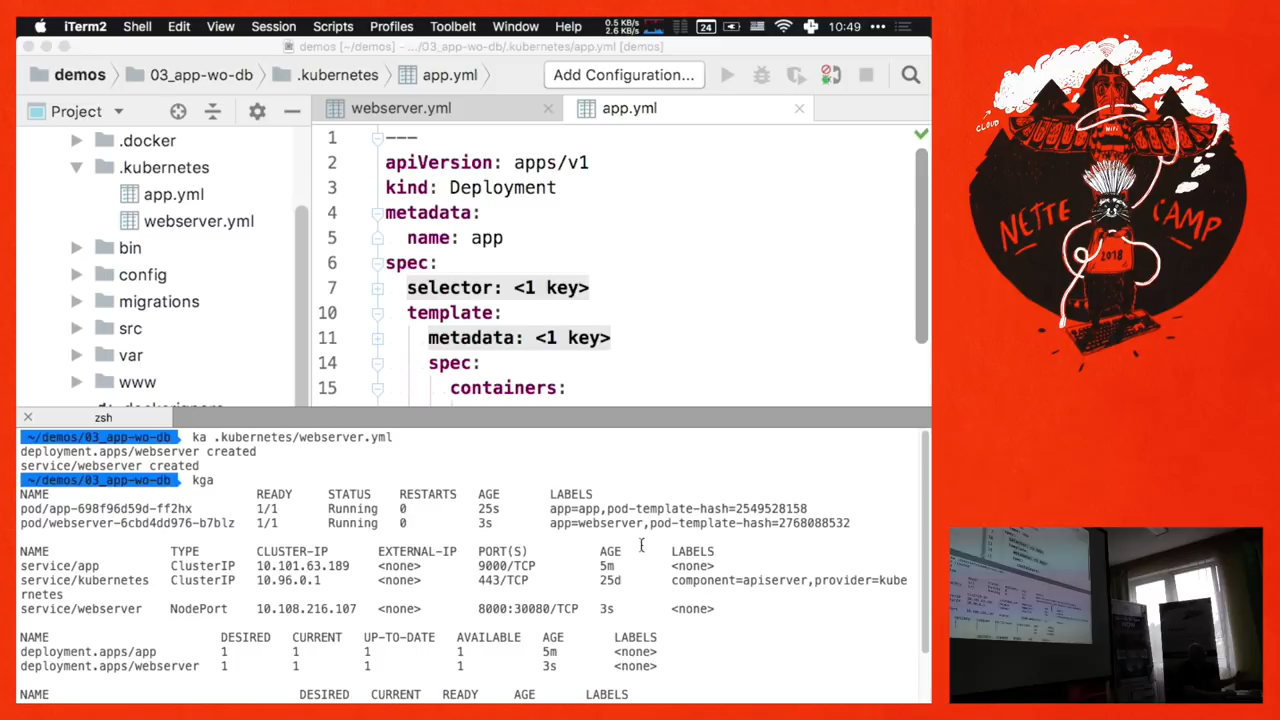 iTerm2 Shell Edit View Session Scripts Profiles Toolbelt Window Help 0.5 KB/s 2.6 KB/s 24 10:49
demos [~/demos] - .../03_app-wo-db/.kubernetes/app.yml [demos]
demos 03_app-wo-db .kubernetes app.yml Add Configuration...
Project webserver.yml app.yml
.docker
.kubernetes
app.yml
webserver.yml
bin
config
migrations
src
var
www
1 ---
2 apiVersion: apps/v1
3 kind: Deployment
4 metadata:
5 name: app
6 spec:
7 selector: <1 key>
10 template:
11 metadata: <1 key>
14 spec:
15 containers:
zsh
~/demos/03_app-wo-db ka .kubernetes/webserver.yml
deployment.apps/webserver created
service/webserver created
~/demos/03_app-wo-db kga
NAME READY STATUS RESTARTS AGE LABELS
pod/app-698f96d59d-ff2hx 1/1 Running 0 25s app=app,pod-template-hash=2549528158
pod/webserver-6cbd4dd976-b7blz 1/1 Running 0 3s app=webserver,pod-template-hash=2768088532
NAME TYPE CLUSTER-IP EXTERNAL-IP PORT(S) AGE LABELS
service/app ClusterIP 10.101.63.189 <none> 9000/TCP 5m <none>
service/kubernetes ClusterIP 10.96.0.1 <none> 443/TCP 25d component=apiserver,provider=kube
rnetes
service/webserver NodePort 10.108.216.107 <none> 8000:30080/TCP 3s <none>
NAME DESIRED CURRENT UP-TO-DATE AVAILABLE AGE LABELS
deployment.apps/app 1 1 1 1 5m <none>
deployment.apps/webserver 1 1 1 1 3s <none>
NAME DESIRED CURRENT READY AGE LABELS
CLOUD
WiFi
NETTE CAMP
2018